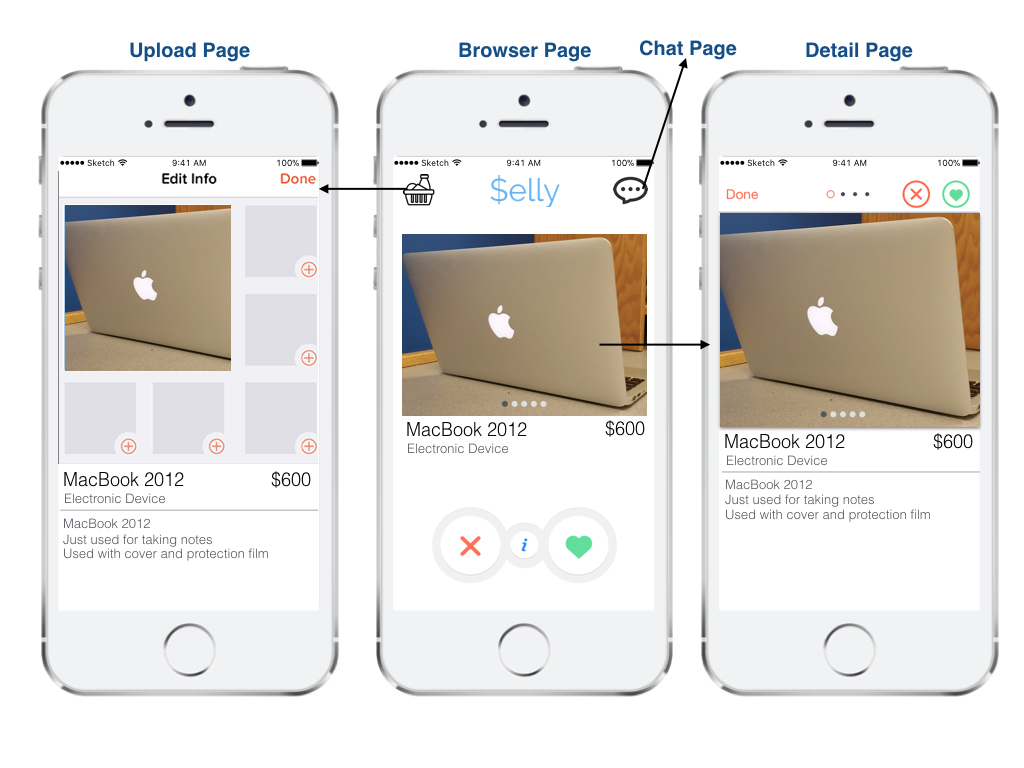 Upload Page
Browser Page
Chat Page
Detail Page
Sketch 9:41 AM 100%
Edit Info Done
MacBook 2012 $600
Electronic Device
MacBook 2012
Just used for taking notes
Used with cover and protection film
Sketch 9:41 AM 100%
$elly
MacBook 2012 $600
Electronic Device
i
Sketch 9:41 AM 100%
Done
MacBook 2012 $600
Electronic Device
MacBook 2012
Just used for taking notes
Used with cover and protection film